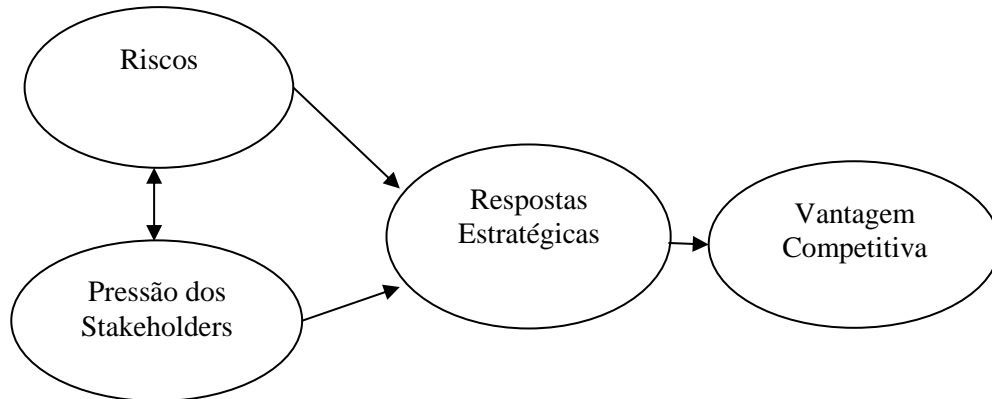 Riscos
Pressão dos
Stakeholders
Respostas
Estratégicas
Vantagem
Competitiva